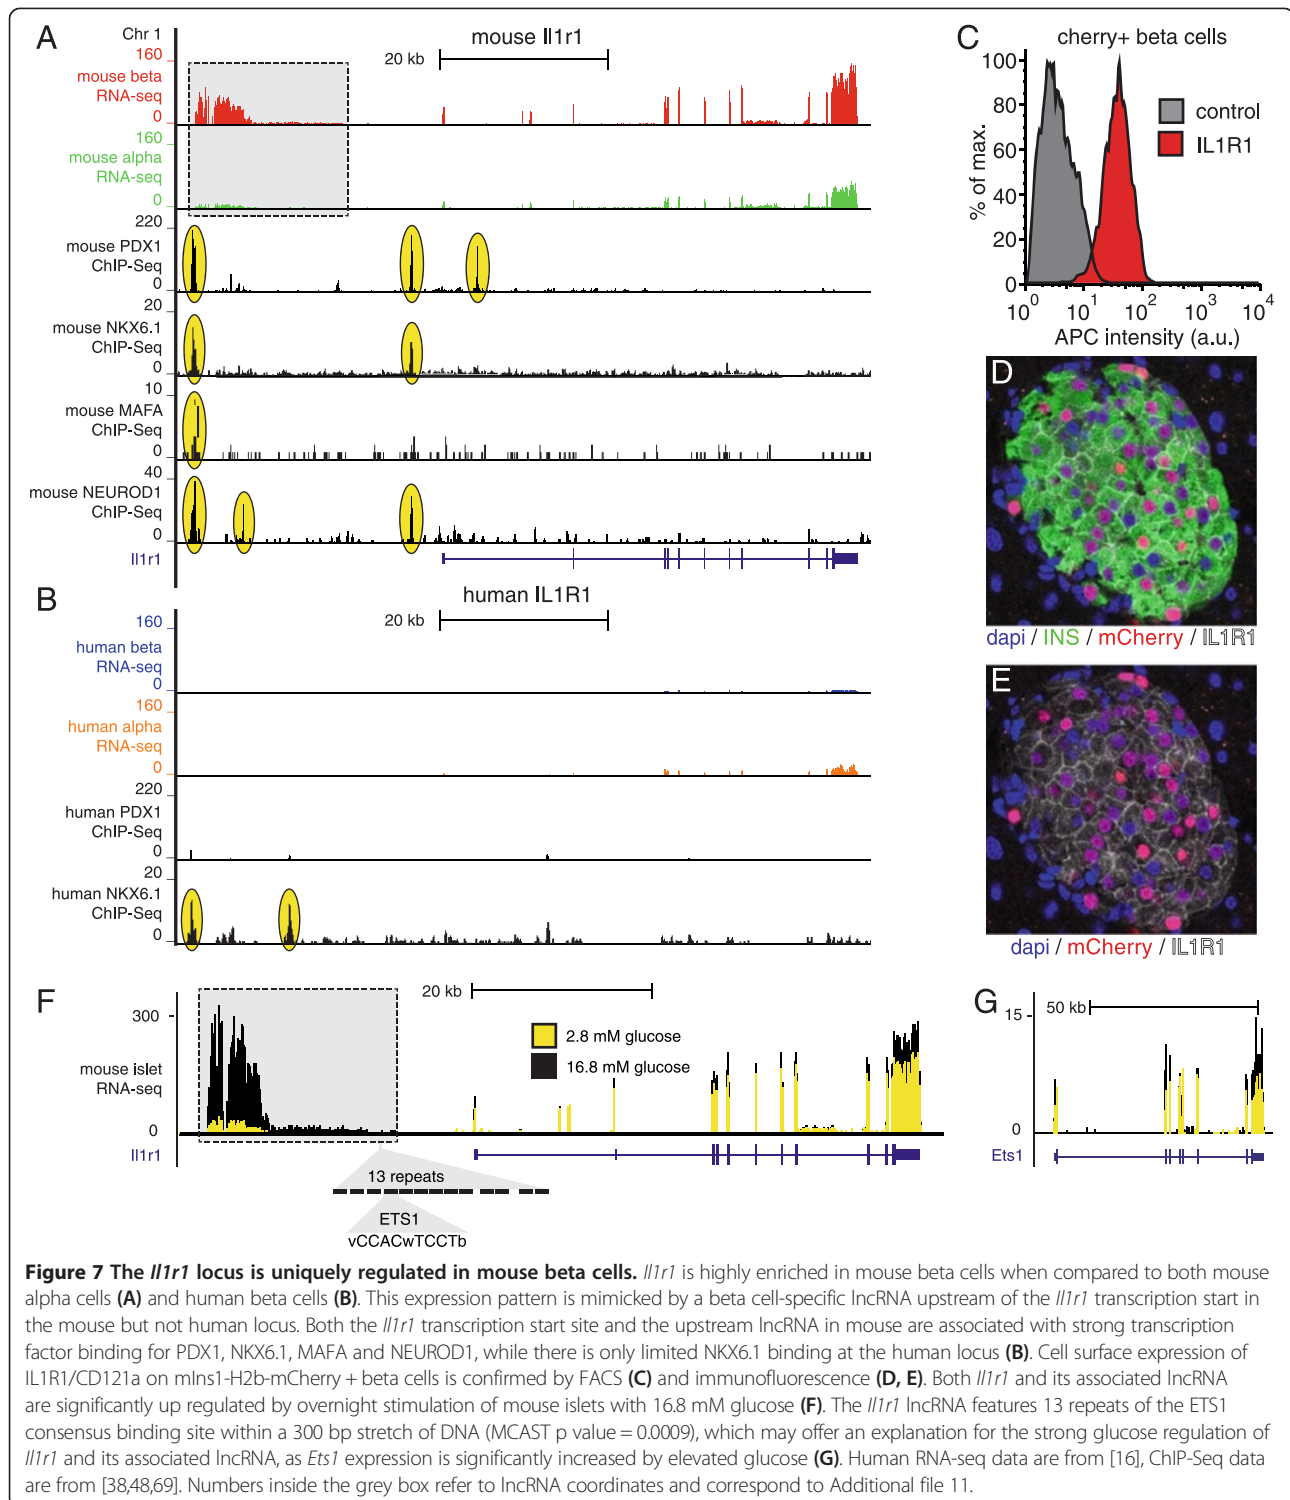 A
Chr 1
mouse Il1r1
20 kb
160
mouse beta
RNA-seq
0
160
mouse alpha
RNA-seq
0
220
mouse PDX1
ChIP-Seq
0
20
mouse NKX6.1
ChIP-Seq
0
10
mouse MAFA
ChIP-Seq
0
40
mouse NEUROD1
ChIP-Seq
0
Il1r1
B
human IL1R1
20 kb
160
human beta
RNA-seq
0
160
human alpha
RNA-seq
0
220
human PDX1
ChIP-Seq
0
20
human NKX6.1
ChIP-Seq
0
C
cherry+ beta cells
% of max.
100
80
60
40
20
0
control
IL1R1
10^0 10^1 10^2 10^3 10^4
APC intensity (a.u.)
D
dapi / INS / mCherry / IL1R1
E
dapi / mCherry / IL1R1
F
20 kb
300
mouse islet
RNA-seq
0
2.8 mM glucose
16.8 mM glucose
Il1r1
13 repeats
ETS1
vCCACwTCCTb
G
50 kb
15
0
Ets1
Figure 7 The Il1r1 locus is uniquely regulated in mouse beta cells. Il1r1 is highly enriched in mouse beta cells when compared to both mouse
alpha cells (A) and human beta cells (B). This expression pattern is mimicked by a beta cell-specific lncRNA upstream of the Il1r1 transcription start in
the mouse but not human locus. Both the Il1r1 transcription start site and the upstream lncRNA in mouse are associated with strong transcription
factor binding for PDX1, NKX6.1, MAFA and NEUROD1, while there is only limited NKX6.1 binding at the human locus (B). Cell surface expression of
IL1R1/CD121a on mIns1-H2b-mCherry + beta cells is confirmed by FACS (C) and immunofluorescence (D, E). Both Il1r1 and its associated lncRNA
are significantly up regulated by overnight stimulation of mouse islets with 16.8 mM glucose (F). The Il1r1 lncRNA features 13 repeats of the ETS1
consensus binding site within a 300 bp stretch of DNA (MCAST p value = 0.0009), which may offer an explanation for the strong glucose regulation of
Il1r1 and its associated lncRNA, as Ets1 expression is significantly increased by elevated glucose (G). Human RNA-seq data are from [16], ChIP-Seq data
are from [38,48,69]. Numbers inside the grey box refer to lncRNA coordinates and correspond to Additional file 11.